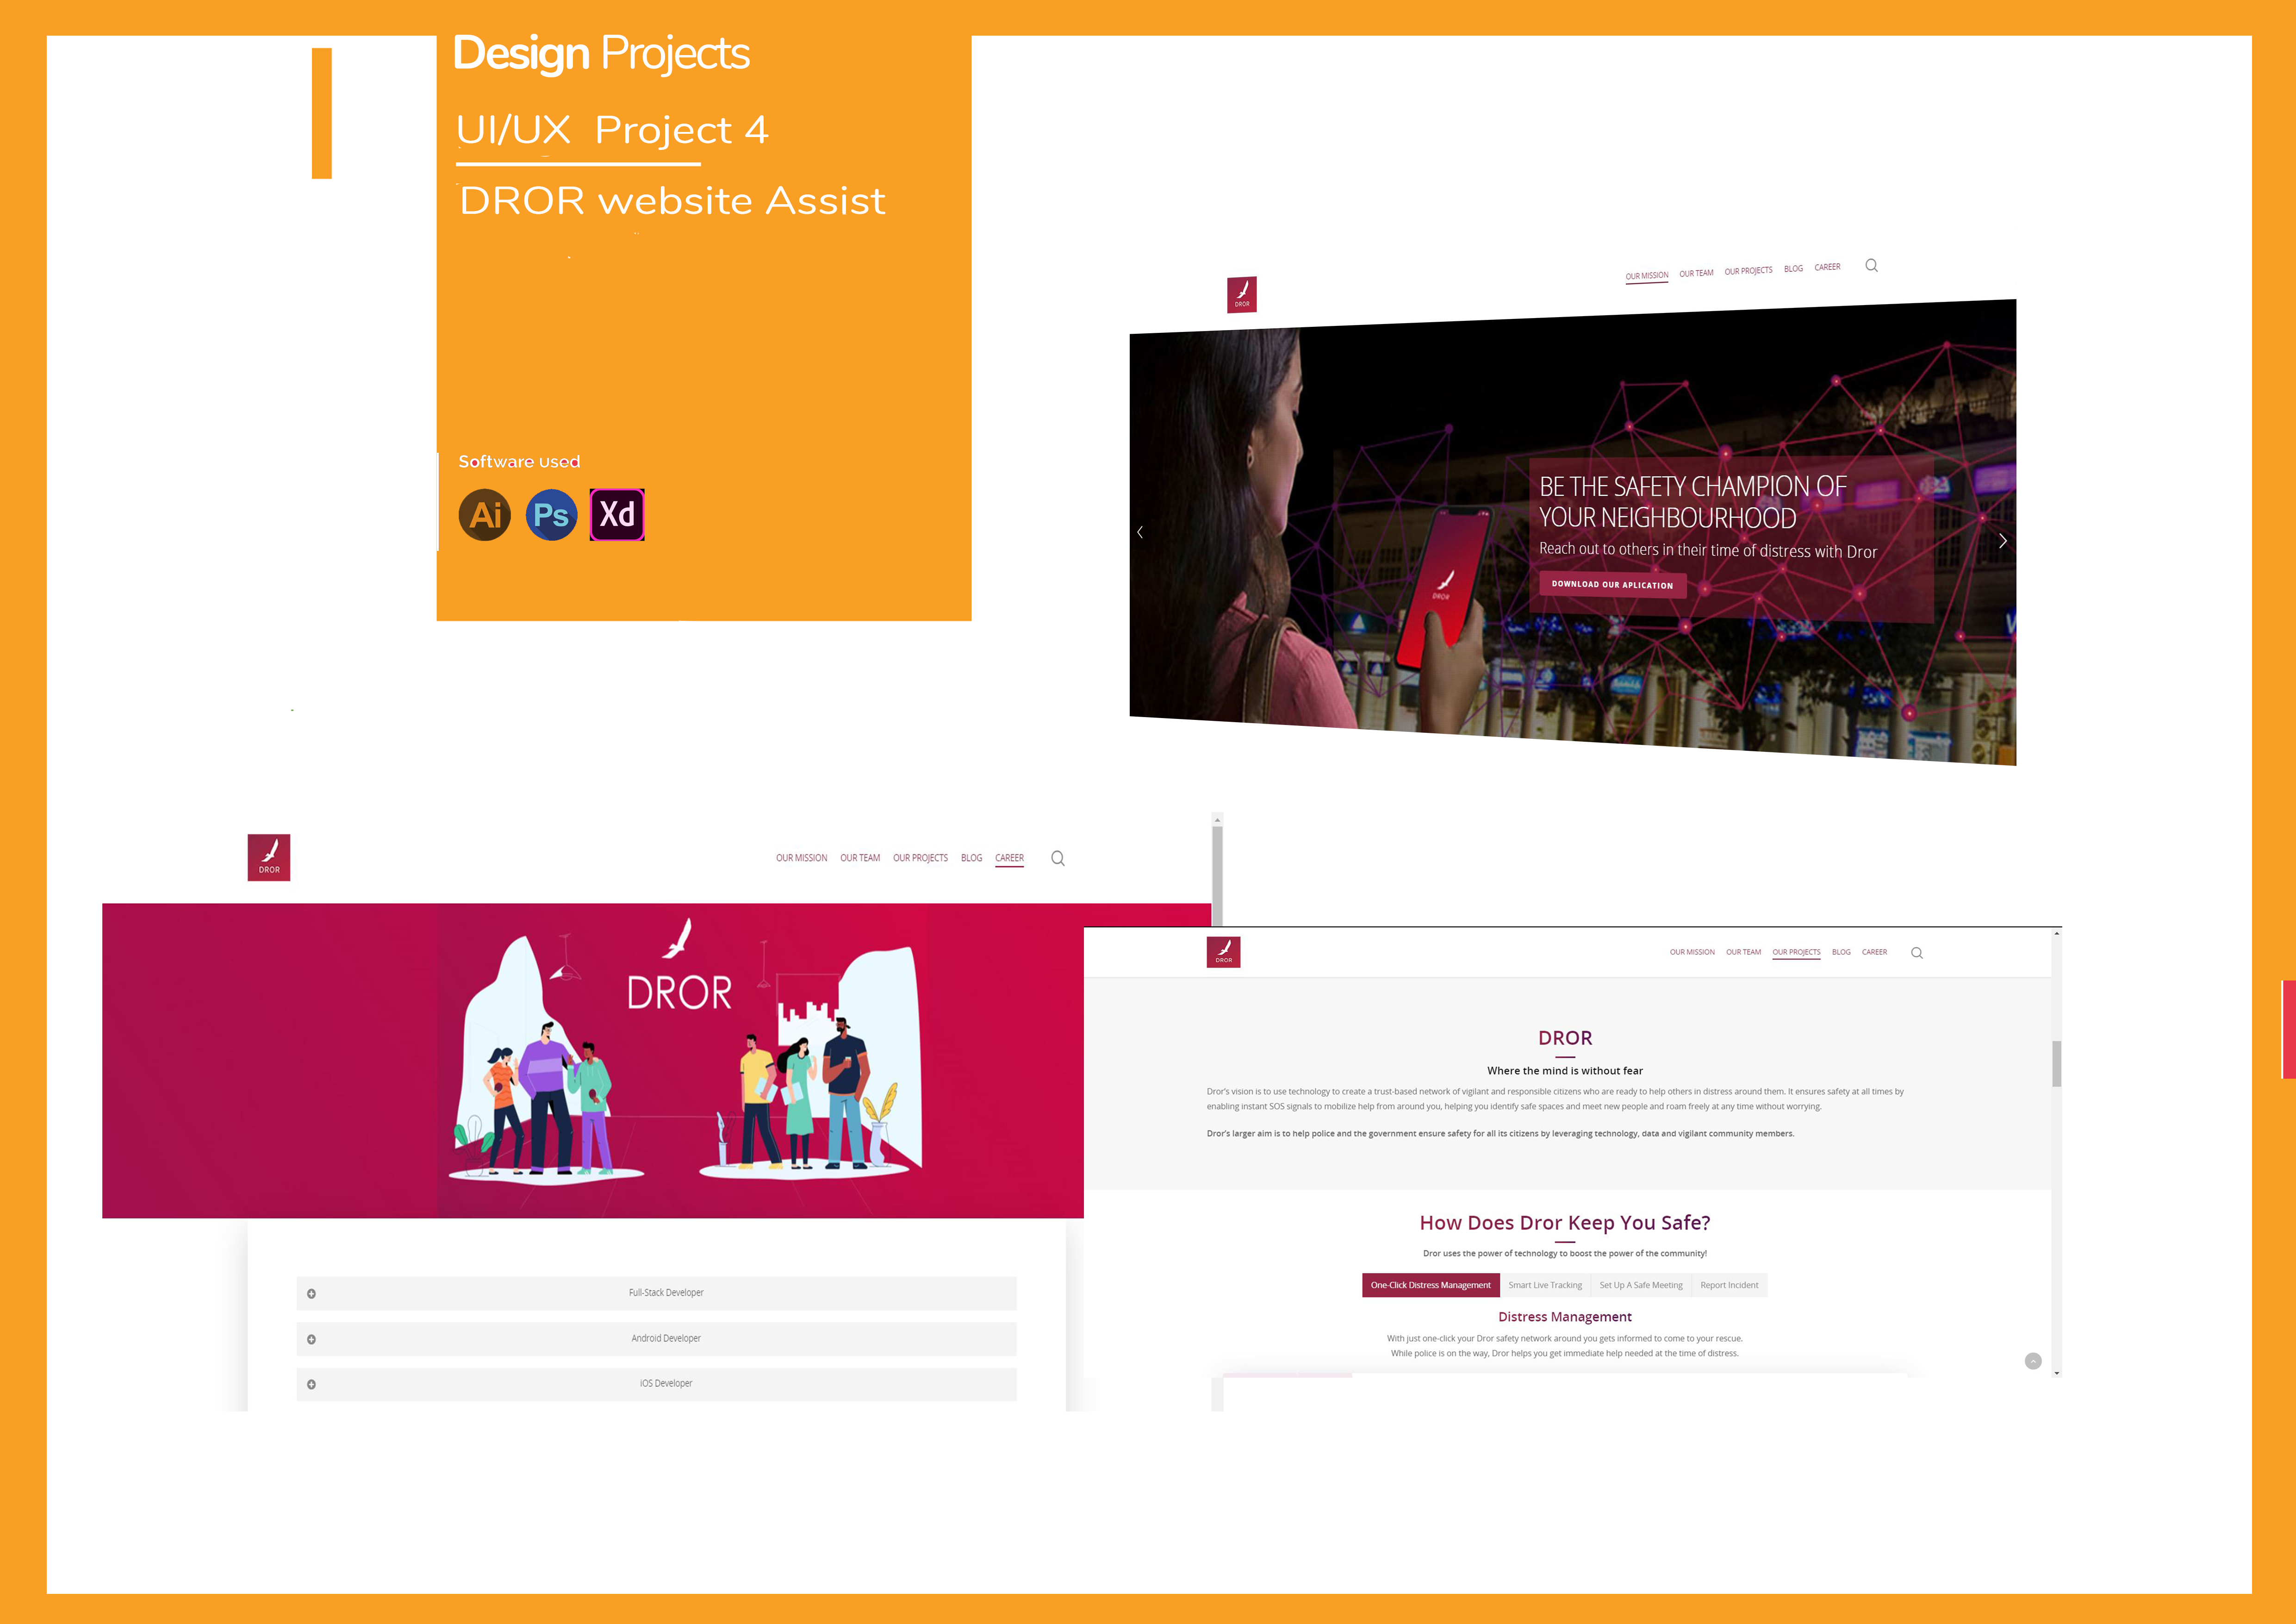 Design Projects
UI/UX Project 4
DROR website Assist
Software used
Ai Ps Xd
DROR
OUR MISSION OUR TEAM OUR PROJECTS BLOG CAREER
BE THE SAFETY CHAMPION OF
YOUR NEIGHBOURHOOD
Reach out to others in their time of distress with Dror
DOWNLOAD OUR APLICATION
DROR
DROR
OUR MISSION OUR TEAM OUR PROJECTS BLOG CAREER
DROR
Full-Stack Developer
Android Developer
iOS Developer
DROR
OUR MISSION OUR TEAM OUR PROJECTS BLOG CAREER
DROR
Where the mind is without fear
Dror's vision is to use technology to create a trust-based network of vigilant and responsible citizens who are ready to help others in distress around them. It ensures safety at all times by
enabling instant SOS signals to mobilize help from around you, helping you identify safe spaces and meet new people and roam freely at any time without worrying.
Dror's larger aim is to help police and the government ensure safety for all its citizens by leveraging technology, data and vigilant community members.
How Does Dror Keep You Safe?
Dror uses the power of technology to boost the power of the community!
One-Click Distress Management Smart Live Tracking Set Up A Safe Meeting Report Incident
Distress Management
With just one-click your Dror safety network around you gets informed to come to your rescue.
While police is on the way, Dror helps you get immediate help needed at the time of distress.